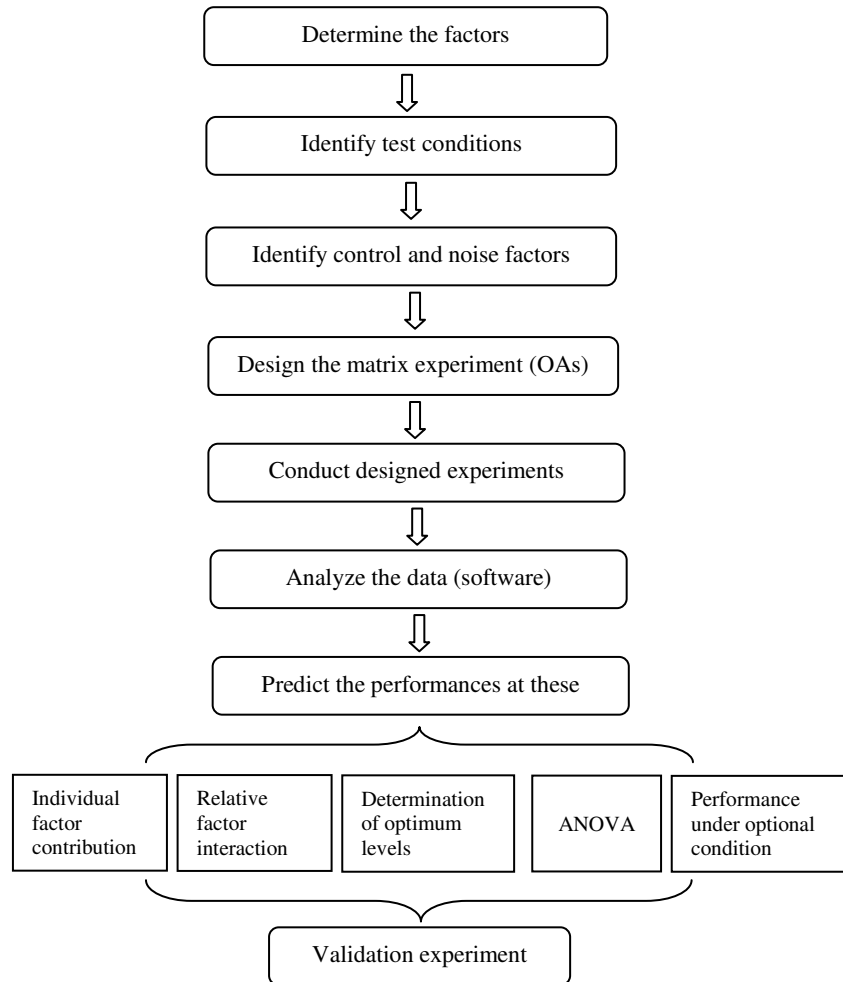 Determine the factors
Identify test conditions
Identify control and noise factors
Design the matrix experiment (OAs)
Conduct designed experiments
Analyze the data (software)
Predict the performances at these
Individual
factor
contribution
Relative
factor
interaction
Determination
of optimum
levels
ANOVA
Performance
under optional
condition
Validation experiment